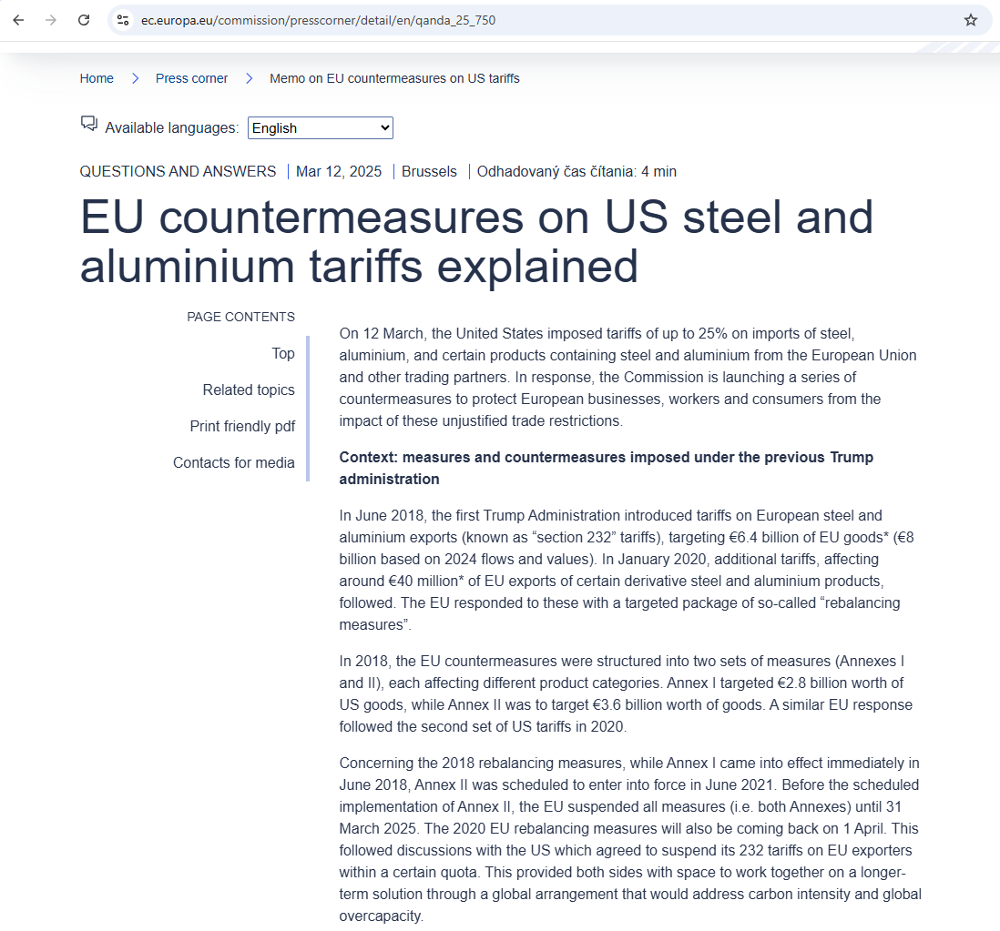 ec.europa.eu/commission/presscorner/detail/en/qanda_25_750
Home > Press corner > Memo on EU countermeasures on US tariffs
Available languages: English
QUESTIONS AND ANSWERS | Mar 12, 2025 | Brussels | Odhadovaný čas čítania: 4 min
EU countermeasures on US steel and
aluminium tariffs explained
PAGE CONTENTS
Top
Related topics
Print friendly pdf
Contacts for media
On 12 March, the United States imposed tariffs of up to 25% on imports of steel,
aluminium, and certain products containing steel and aluminium from the European Union
and other trading partners. In response, the Commission is launching a series of
countermeasures to protect European businesses, workers and consumers from the
impact of these unjustified trade restrictions.
Context: measures and countermeasures imposed under the previous Trump
administration
In June 2018, the first Trump Administration introduced tariffs on European steel and
aluminium exports (known as “section 232” tariffs), targeting €6.4 billion of EU goods* (€8
billion based on 2024 flows and values). In January 2020, additional tariffs, affecting
around €40 million* of EU exports of certain derivative steel and aluminium products,
followed. The EU responded to these with a targeted package of so-called “rebalancing
measures”.
In 2018, the EU countermeasures were structured into two sets of measures (Annexes I
and II), each affecting different product categories. Annex I targeted €2.8 billion worth of
US goods, while Annex II was to target €3.6 billion worth of goods. A similar EU response
followed the second set of US tariffs in 2020.
Concerning the 2018 rebalancing measures, while Annex I came into effect immediately in
June 2018, Annex II was scheduled to enter into force in June 2021. Before the scheduled
implementation of Annex II, the EU suspended all measures (i.e. both Annexes) until 31
March 2025. The 2020 EU rebalancing measures will also be coming back on 1 April. This
followed discussions with the US which agreed to suspend its 232 tariffs on EU exporters
within a certain quota. This provided both sides with space to work together on a longer-
term solution through a global arrangement that would address carbon intensity and global
overcapacity.